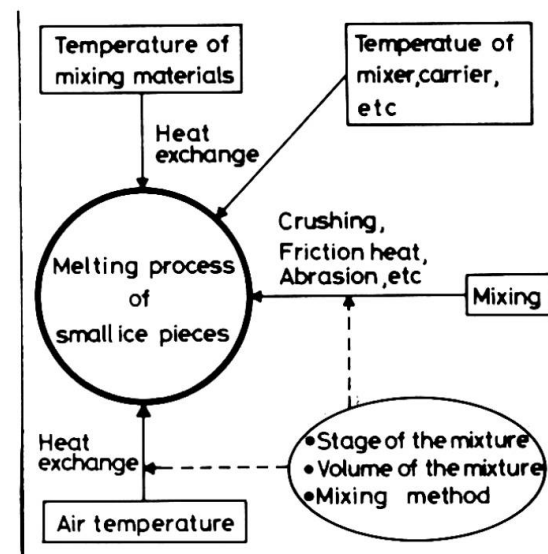 Temperature of
mixing materials
Temperatue of
mixer,carrier,
etc
Heat
exchange
Crushing,
Friction heat,
Abrasion,etc
Melting process
of
small ice pieces
Mixing
Heat
exchange
•Stage of the mixture
•Volume of the mixture
•Mixing method
Air temperature